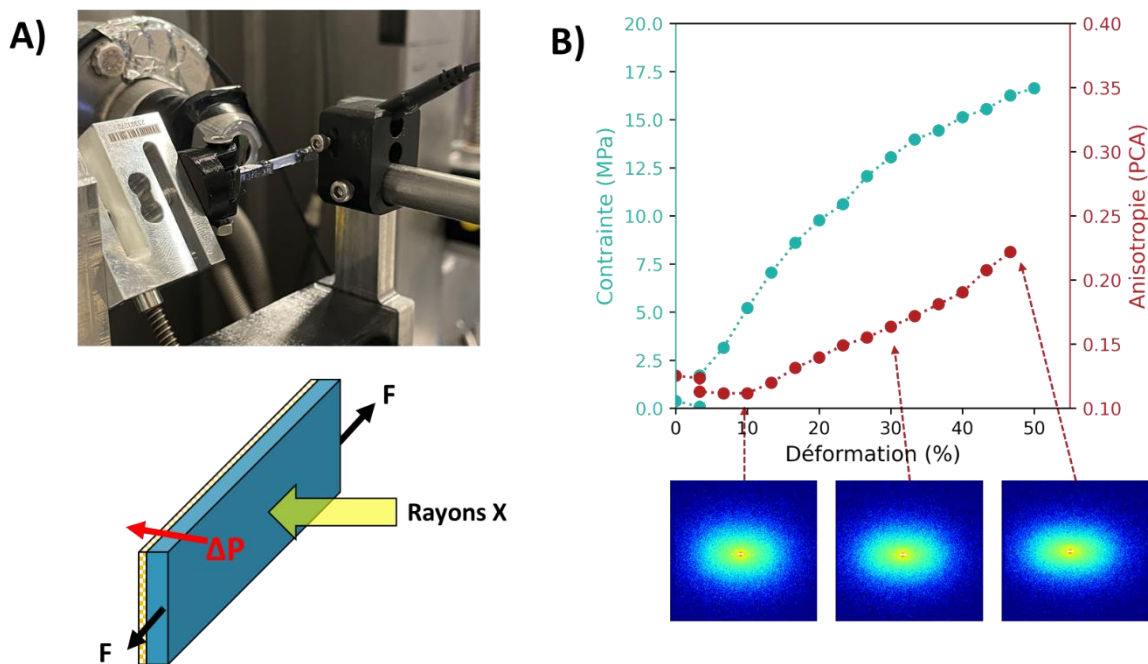 A)
F
Rayons X
ΔP
F
B)
Contrainte (MPa)
20.0
17.5
15.0
12.5
10.0
7.5
5.0
2.5
0.0
0.40
0.35
0.30
0.25
0.20
0.15
0.10
Anisotropie (PCA)
0 10 20 30 40 50
Déformation (%)